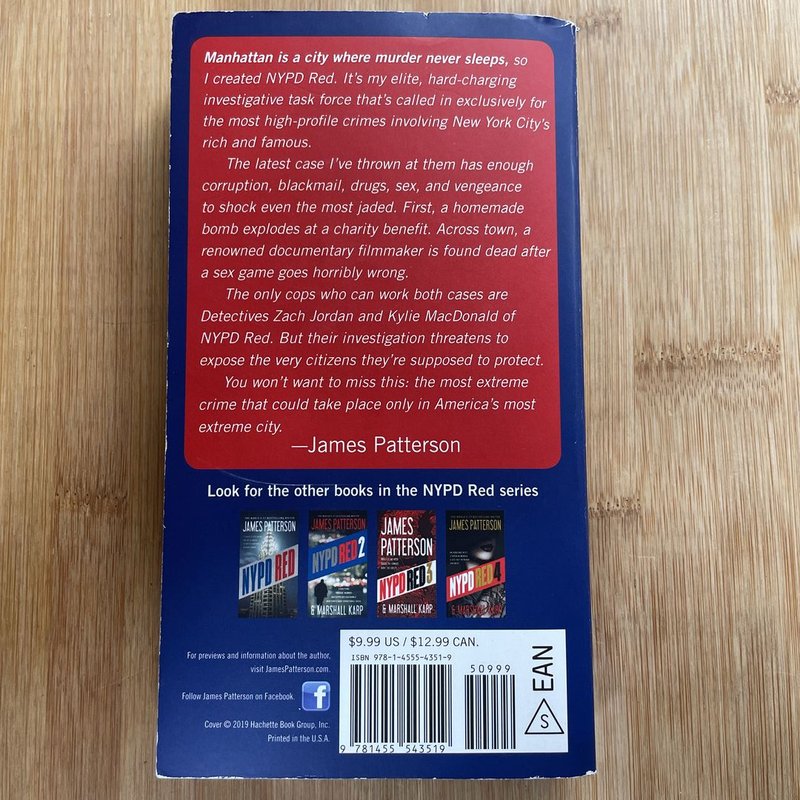 Manhattan is a city where murder never sleeps, so
I created NYPD Red. It's my elite, hard-charging
investigative task force that's called in exclusively for
the most high-profile crimes involving New York City's
rich and famous.
The latest case I've thrown at them has enough
corruption, blackmail, drugs, sex, and vengeance
to shock even the most jaded. First, a homemade
bomb explodes at a charity benefit. Across town, a
renowned documentary filmmaker is found dead after
a sex game goes horribly wrong.
The only cops who can work both cases are
Detectives Zach Jordan and Kylie MacDonald of
NYPD Red. But their investigation threatens to
expose the very citizens they're supposed to protect.
You won't want to miss this: the most extreme
crime that could take place only in America's most
extreme city.
—James Patterson
Look for the other books in the NYPD Red series
JAMES PATTERSON
NYPD RED
JAMES PATTERSON
NYPD RED 2
& MARSHALL KARP
JAMES
PATTERSON
NYPD RED 3
& MARSHALL KARP
JAMES PATTERSON
NYPD RED 4
& MARSHALL KARP
For previews and information about the author,
visit JamesPatterson.com.
Follow James Patterson on Facebook.
f
Cover © 2019 Hachette Book Group, Inc.
Printed in the U.S.A.
$9.99 US / $12.99 CAN.
ISBN 978-1-4555-4351-9
50999
9 781455 543519
EAN
S